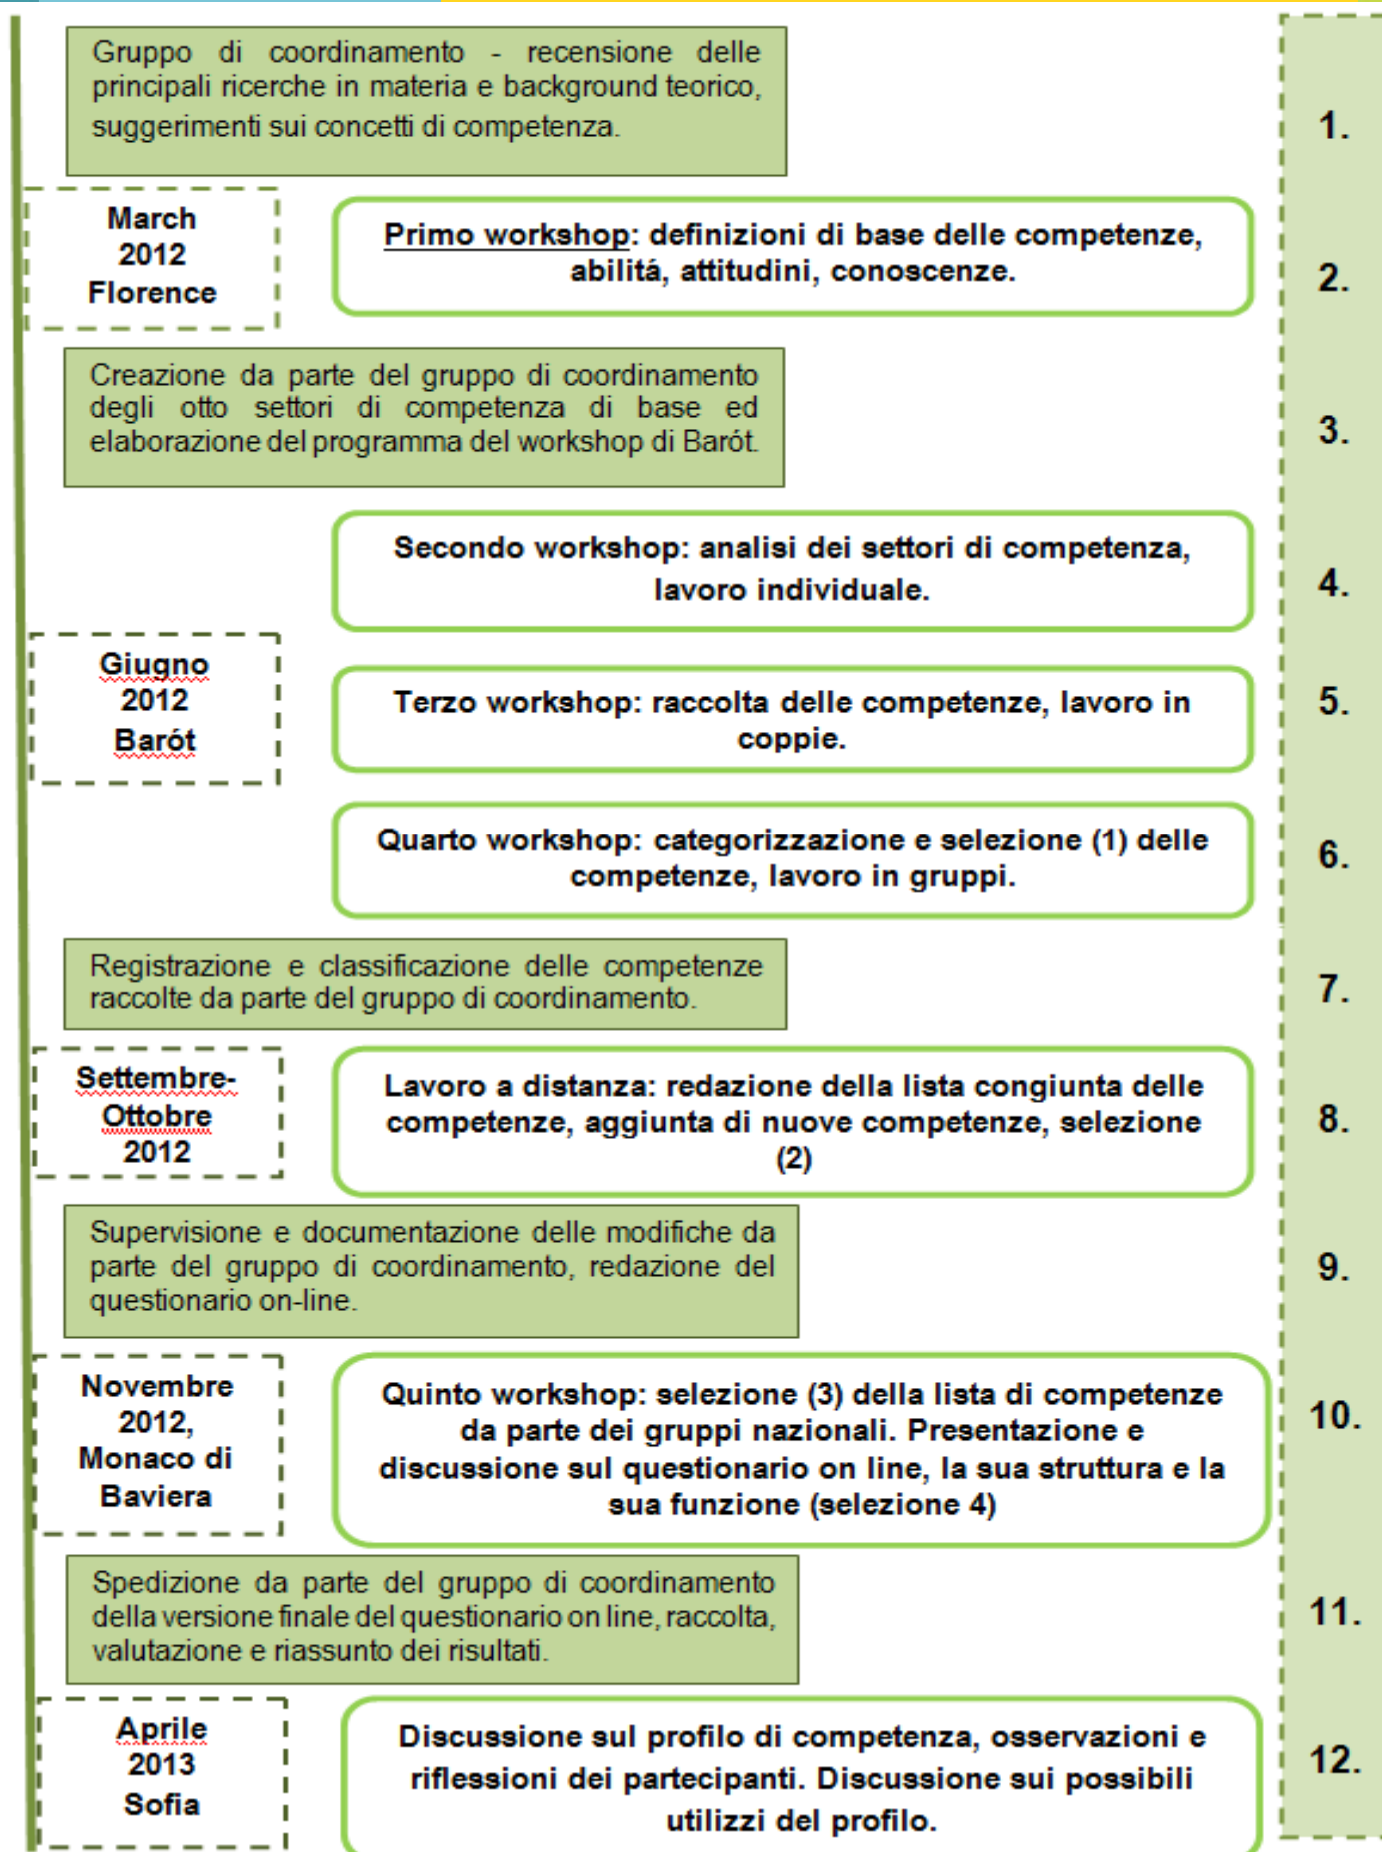 Gruppo di coordinamento - recensione delle
principali ricerche in materia e background teorico,
suggerimenti sui concetti di competenza.
1.
March
2012
Florence
Primo workshop: definizioni di base delle competenze,
abilitá, attitudini, conoscenze.
2.
Creazione da parte del gruppo di coordinamento
degli otto settori di competenza di base ed
elaborazione del programma del workshop di Barót.
3.
Secondo workshop: analisi dei settori di competenza,
lavoro individuale.
4.
Giugno
2012
Barót
Terzo workshop: raccolta delle competenze, lavoro in
coppie.
5.
Quarto workshop: categorizzazione e selezione (1) delle
competenze, lavoro in gruppi.
6.
Registrazione e classificazione delle competenze
raccolte da parte del gruppo di coordinamento.
7.
Settembre-
Ottobre
2012
Lavoro a distanza: redazione della lista congiunta delle
competenze, aggiunta di nuove competenze, selezione
(2)
8.
Supervisione e documentazione delle modifiche da
parte del gruppo di coordinamento, redazione del
questionario on-line.
9.
Novembre
2012,
Monaco di
Baviera
Quinto workshop: selezione (3) della lista di competenze
da parte dei gruppi nazionali. Presentazione e
discussione sul questionario on line, la sua struttura e la
sua funzione (selezione 4)
10.
Spedizione da parte del gruppo di coordinamento
della versione finale del questionario on line, raccolta,
valutazione e riassunto dei risultati.
11.
Aprile
2013
Sofia
Discussione sul profilo di competenza, osservazioni e
riflessioni dei partecipanti. Discussione sui possibili
utilizzi del profilo.
12.